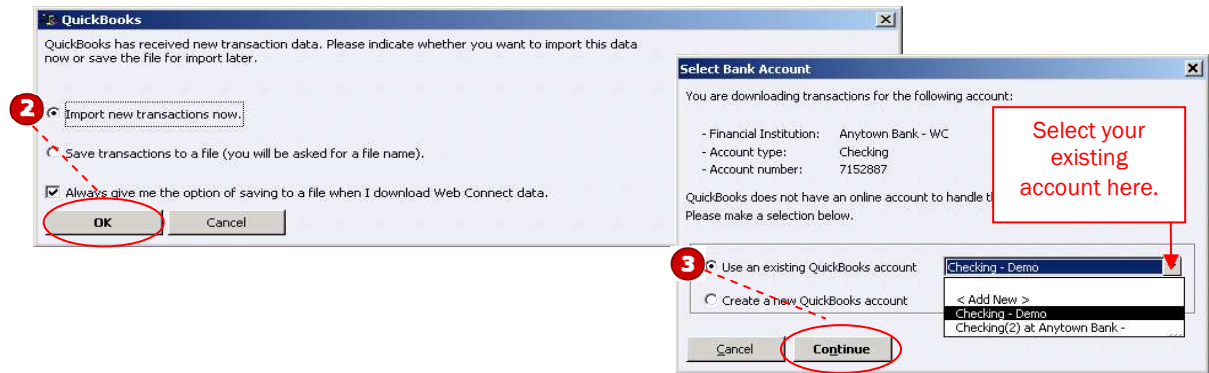 QuickBooks
QuickBooks has received new transaction data. Please indicate whether you want to import this data
now or save the file for import later.
2
Import new transactions now.
Save transactions to a file (you will be asked for a file name).
Always give me the option of saving to a file when I download Web Connect data.
OK
Cancel
Select Bank Account
You are downloading transactions for the following account:
- Financial Institution: Anytown Bank - WC
- Account type: Checking
- Account number: 7152887
Select your
existing
account here.
QuickBooks does not have an online account to handle
Please make a selection below.
3
Use an existing QuickBooks account
Checking - Demo
Create a new QuickBooks account
< Add New >
Checking - Demo
Checking(2) at Anytown Bank -
Cancel
Continue